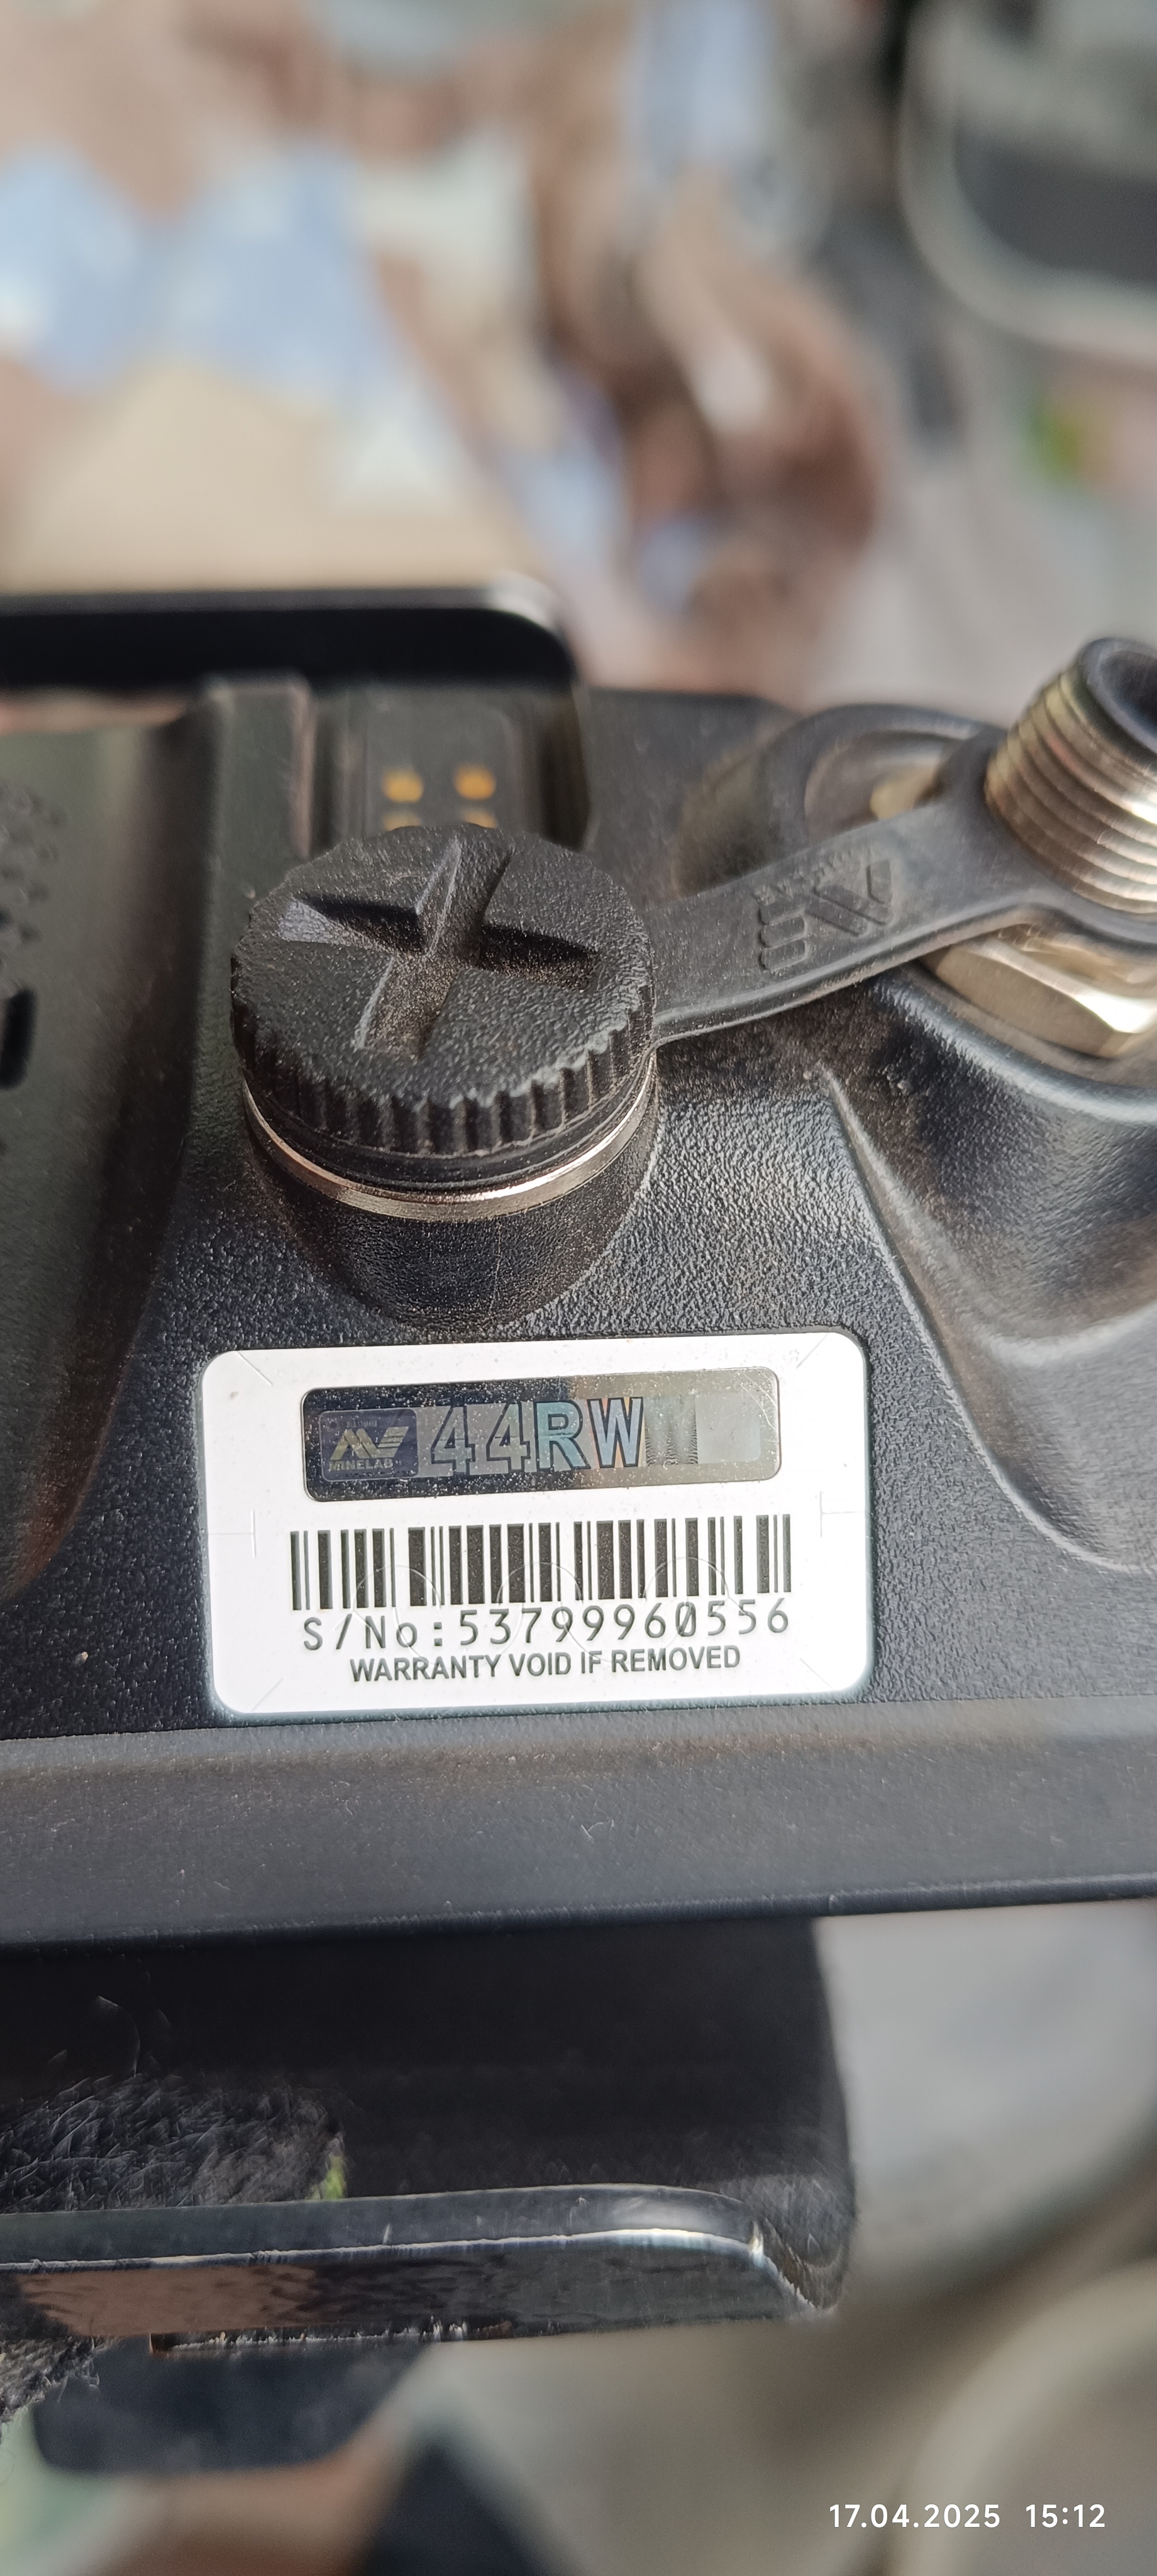 MINELAB
44RW
S/No:53799960556
WARRANTY VOID IF REMOVED
17.04.2025 15:12